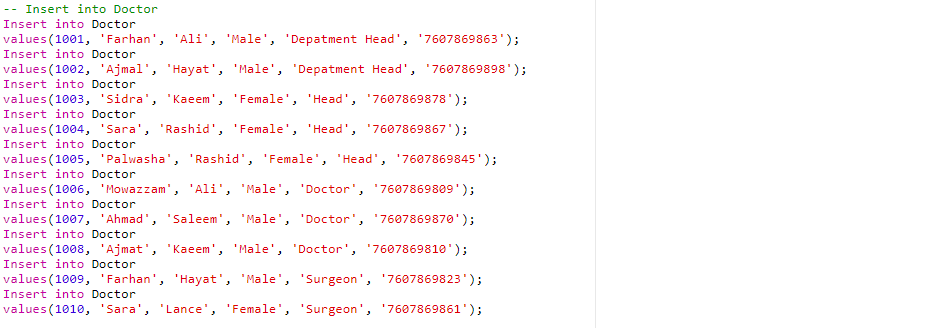 -- Insert into Doctor
Insert into Doctor
values(1001, 'Farhan', 'Ali', 'Male', 'Depatment Head', '7607869863');
Insert into Doctor
values(1002, 'Ajmal', 'Hayat', 'Male', 'Depatment Head', '7607869898');
Insert into Doctor
values(1003, 'Sidra', 'Kaeem', 'Female', 'Head', '7607869878');
Insert into Doctor
values(1004, 'Sara', 'Rashid', 'Female', 'Head', '7607869867');
Insert into Doctor
values(1005, 'Palwasha', 'Rashid', 'Female', 'Head', '7607869845');
Insert into Doctor
values(1006, 'Mowazzam', 'Ali', 'Male', 'Doctor', '7607869809');
Insert into Doctor
values(1007, 'Ahmad', 'Saleem', 'Male', 'Doctor', '7607869870');
Insert into Doctor
values(1008, 'Ajmat', 'Kaeem', 'Male', 'Doctor', '7607869810');
Insert into Doctor
values(1009, 'Farhan', 'Hayat', 'Male', 'Surgeon', '7607869823');
Insert into Doctor
values(1010, 'Sara', 'Lance', 'Female', 'Surgeon', '7607869861');